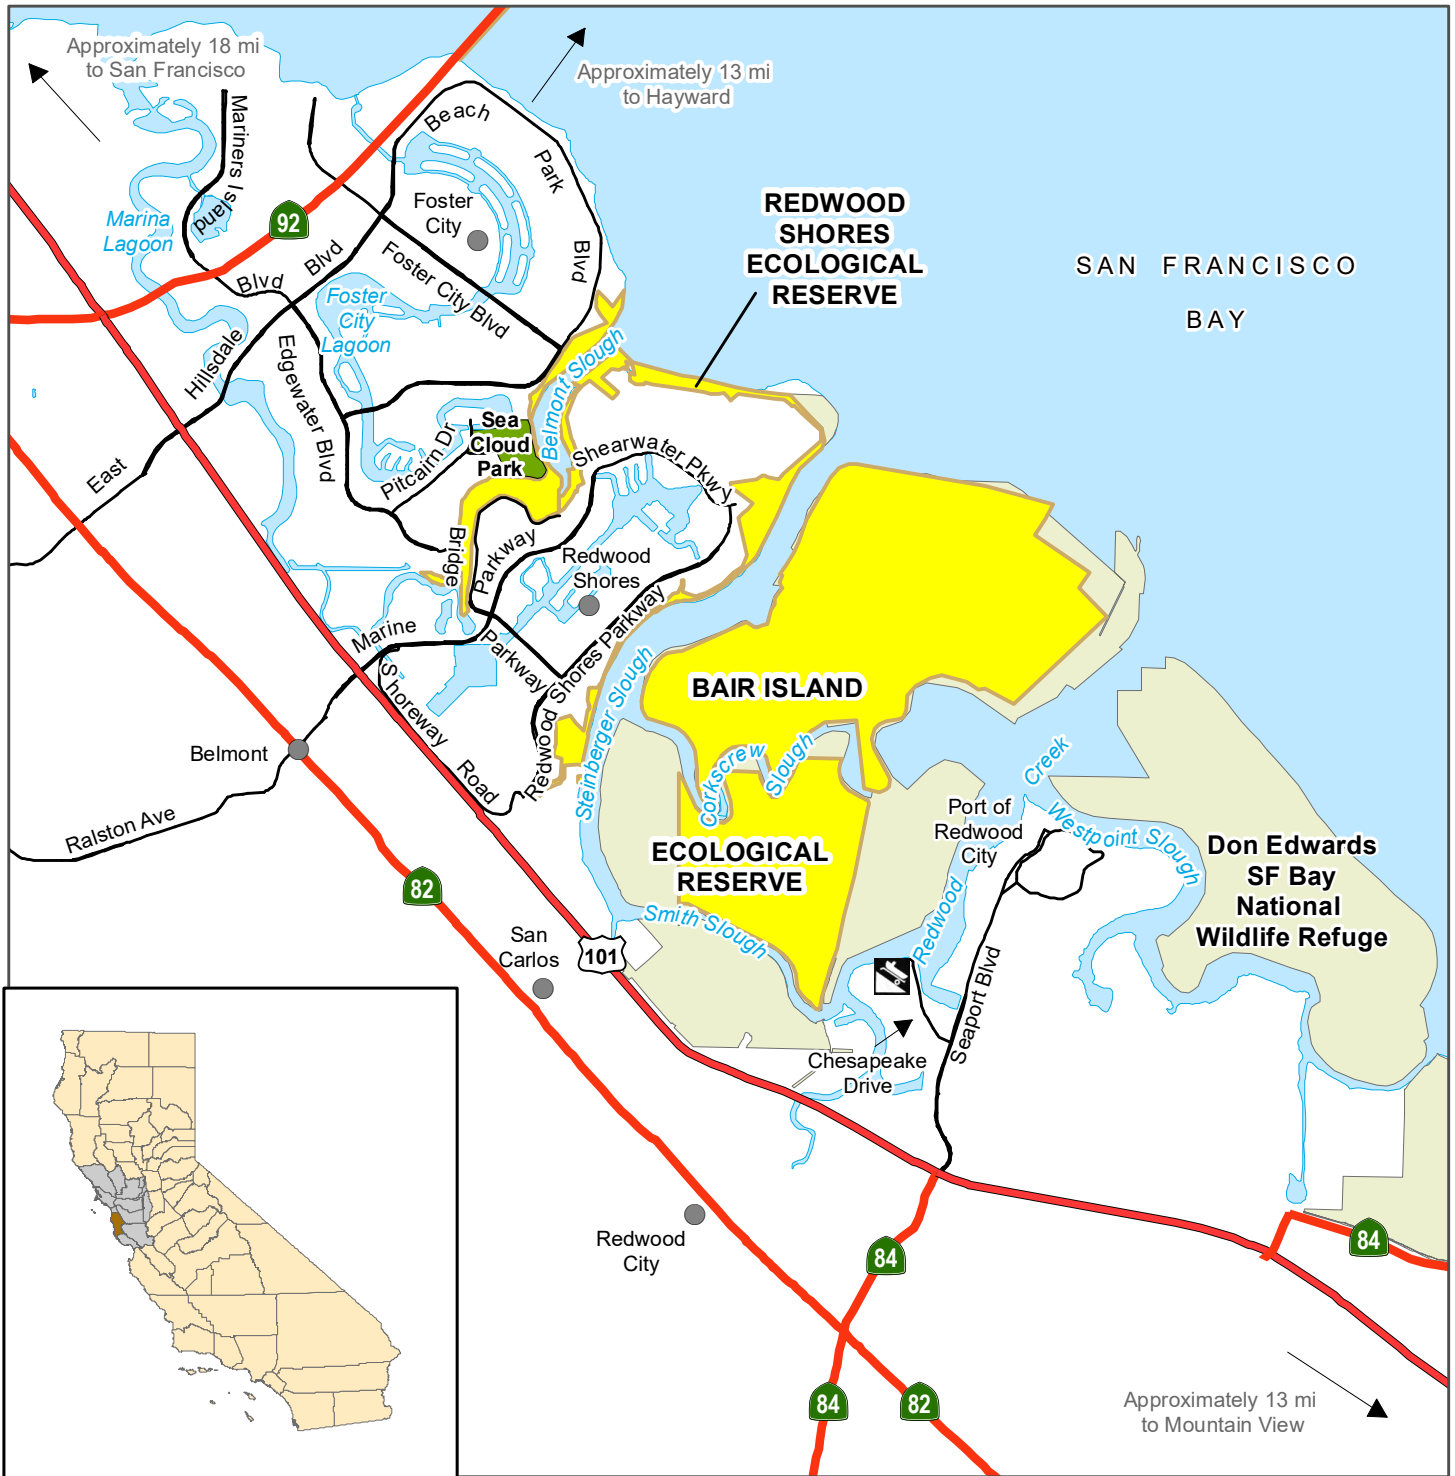 Approximately 18 mi
to San Francisco
Approximately 13 mi
to Hayward
Mariners Island
Blvd
Beach
Park
Blvd
Marina
Lagoon
92
Foster
City
Hillsdale
Blvd
Foster City Blvd
Foster
City
Lagoon
REDWOOD
SHORES
ECOLOGICAL
RESERVE
SAN FRANCISCO
BAY
East
Edgewater Blvd
Belmont Slough
Sea
Cloud
Park
Pitcairn Dr
Shearwater Pkwy
Bridge
Parkway
Redwood
Shores
Marine
Parkway
Redwood Shores Parkway
Shoreway
Road
Steinberger Slough
BAIR ISLAND
Belmont
Ralston Ave
Corkscrew
Slough
Creek
Redwood
Port of
Redwood
City
Westpoint Slough
Don Edwards
SF Bay
National
Wildlife Refuge
ECOLOGICAL
RESERVE
82
Smith Slough
San
Carlos
101
Seaport Blvd
Chesapeake
Drive
Redwood
City
84
84
84
82
Approximately 13 mi
to Mountain View